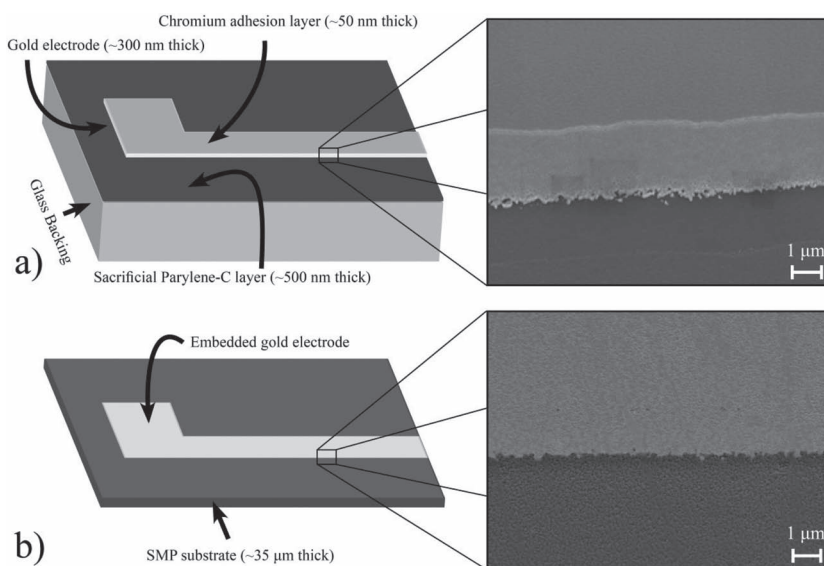 Chromium adhesion layer (~50 nm thick)
Gold electrode (~300 nm thick)
Glass Backing
a)
Sacrificial Parylene-C layer (~500 nm thick)
1 μm
Embedded gold electrode
b)
SMP substrate (~35 μm thick)
1 μm